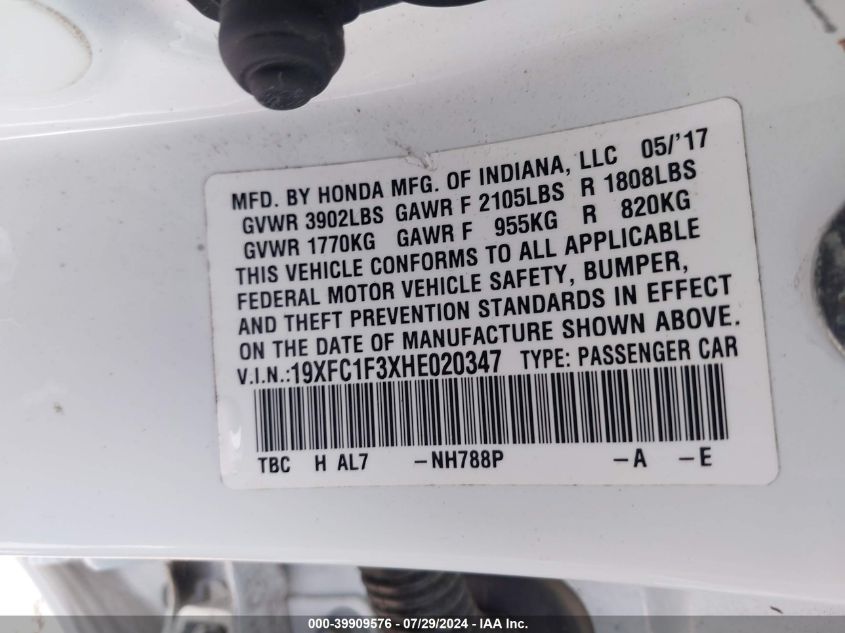 MFD. BY HONDA MFG. OF INDIANA, LLC 05/'17
GVWR 3902LBS GAWR F 2105LBS R 1808LBS
GVWR 1770KG GAWR F 955KG R 820KG
THIS VEHICLE CONFORMS TO ALL APPLICABLE
FEDERAL MOTOR VEHICLE SAFETY, BUMPER,
AND THEFT PREVENTION STANDARDS IN EFFECT
ON THE DATE OF MANUFACTURE SHOWN ABOVE.
V.I.N.:19XFC1F3XHE020347 TYPE: PASSENGER CAR
TBC H AL7 -NH788P -A -E
000-39909576 / 07/29/2024 - IAA Inc.